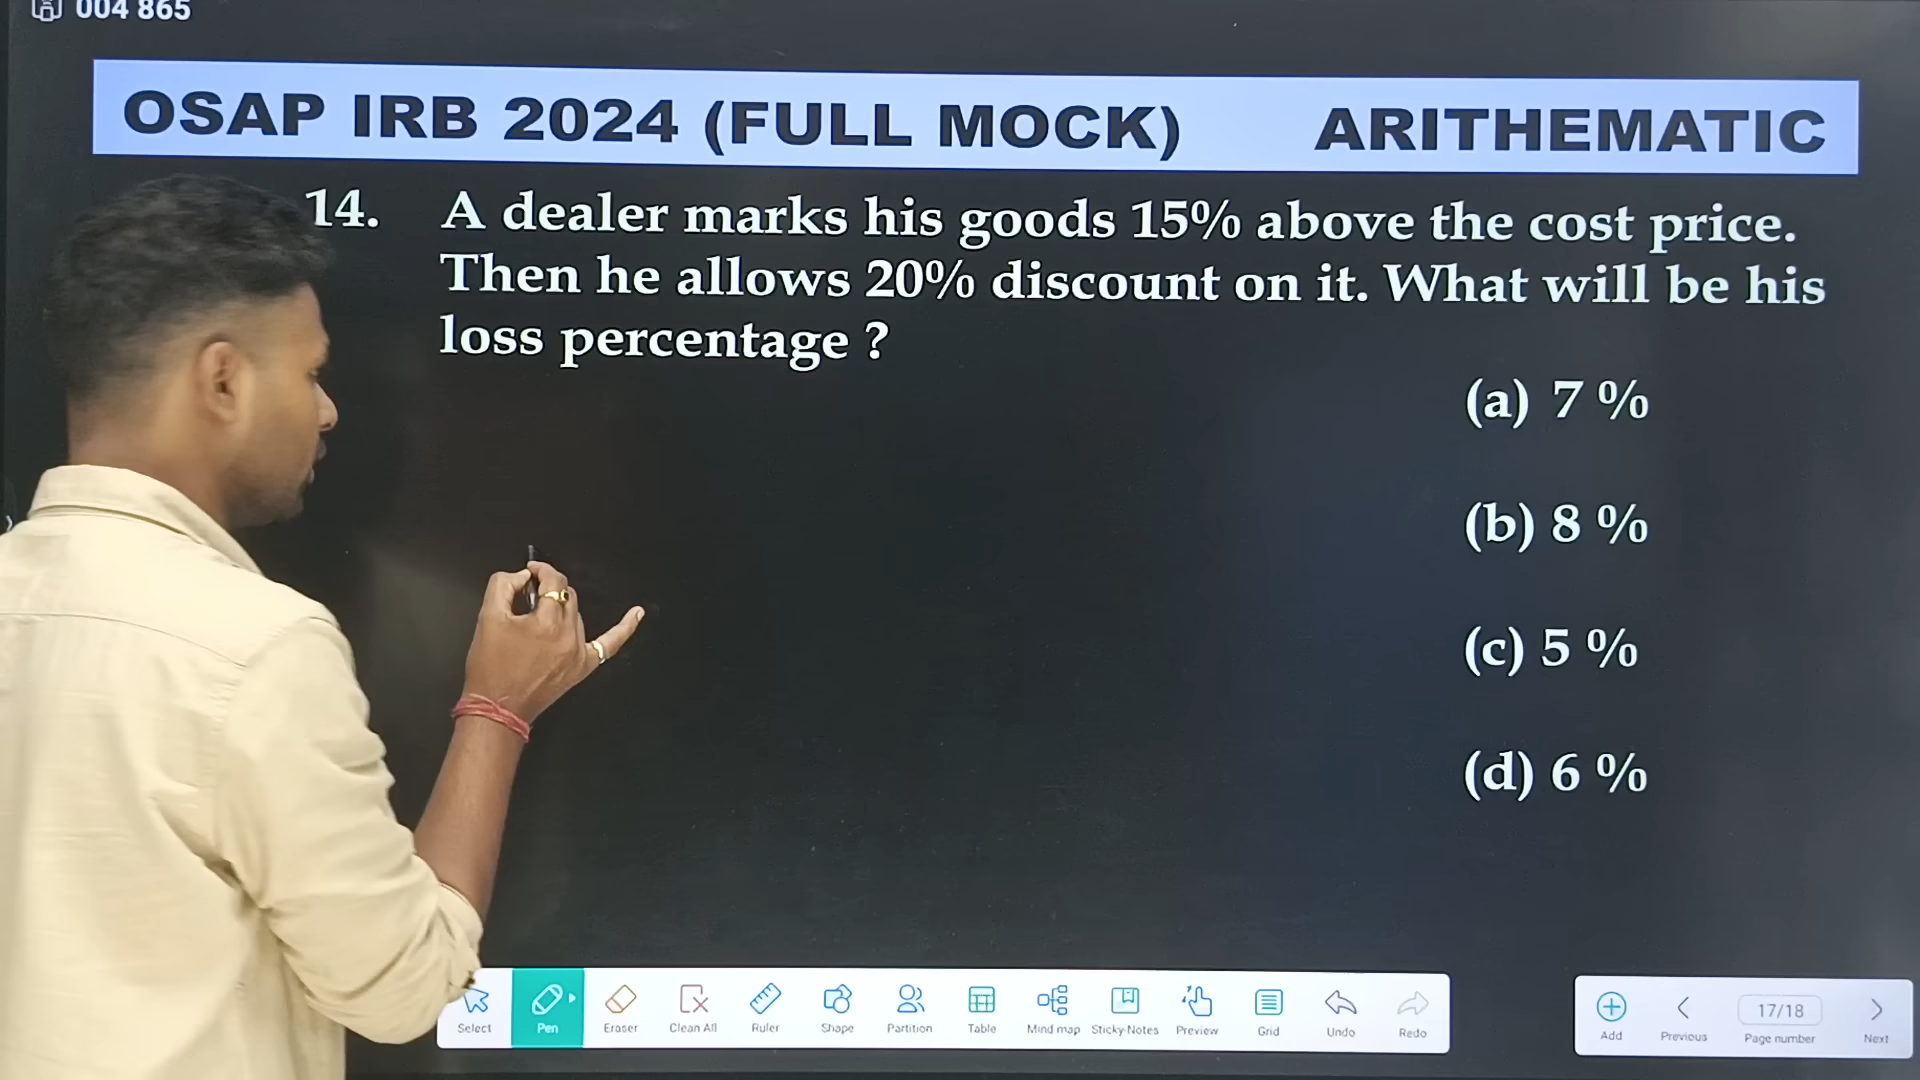 004 865
OSAP IRB 2024 (FULL MOCK) ARITHEMATIC
14. A dealer marks his goods 15% above the cost price.
Then he allows 20% discount on it. What will be his
loss percentage ?
(a) 7 %
(b) 8 %
(c) 5 %
(d) 6 %
Select Pen Eraser Clean All Ruler Shape Partition Table Mind map Sticky Notes Preview Grid Undo Redo
17/18
Add Previous Page number Next